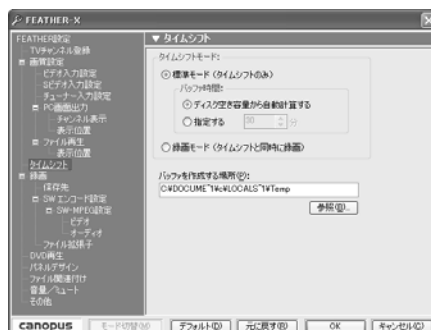 FEATHER-X
FEATHER設定
TVチャンネル登録
画質設定
ビデオ入力設定
Sビデオ入力設定
チューナー入力設定
PC画面出力
チャンネル表示
表示位置
ファイル再生
表示位置
タイムシフト
録画
保存先
SWエンコード設定
SW-MPEG設定
ビデオ
オーディオ
ファイル拡張子
DVD再生
パネルデザイン
ファイル関連付け
音量／ミュート
その他
▼ タイムシフト
タイムシフトモード:
標準モード (タイムシフトのみ)
バッファ時間:
ディスク空き容量から自動計算する
指定する 30 分
録画モード (タイムシフトと同時に録画)
バッファを作成する場所(P):
C:¥DOCUME~1¥c¥LOCALS~1¥Temp
参照(Q)...
canopus
モード切替(M)
デフォルト(D)
元に戻す(R)
OK
キャンセル(C)